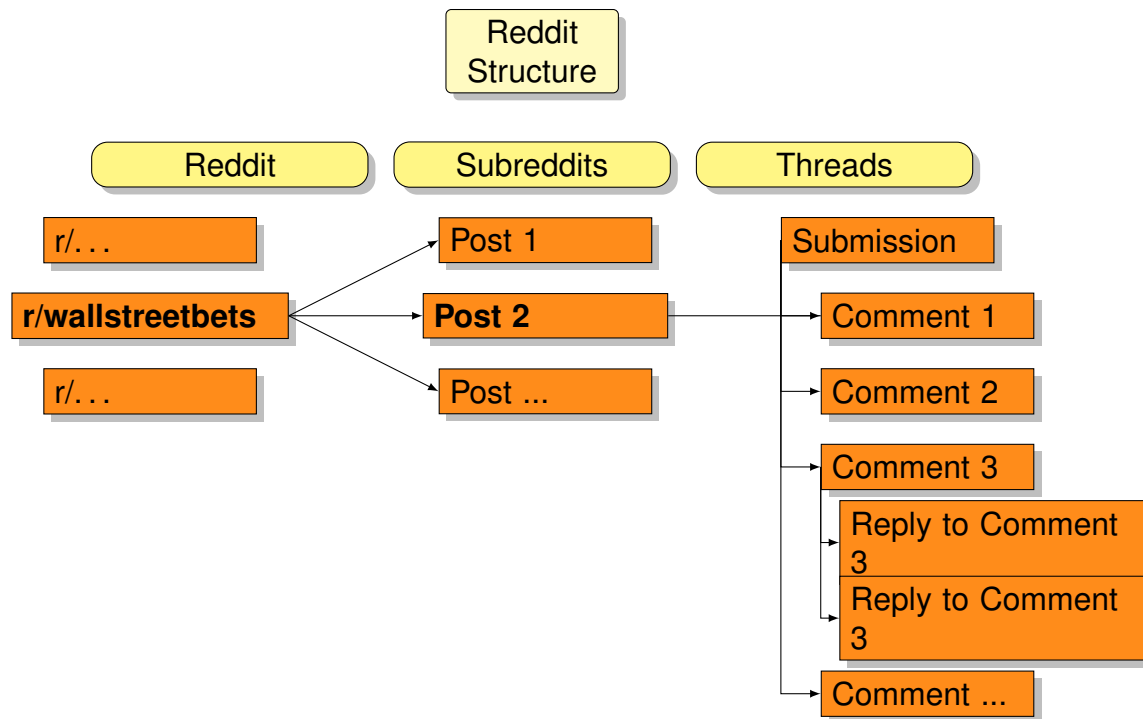 Reddit
Structure
Reddit
Subreddits
Threads
r/. . .
Post 1
Submission
r/wallstreetbets
Post 2
Comment 1
r/. . .
Post ...
Comment 2
Comment 3
Reply to Comment
3
Reply to Comment
3
Comment ...